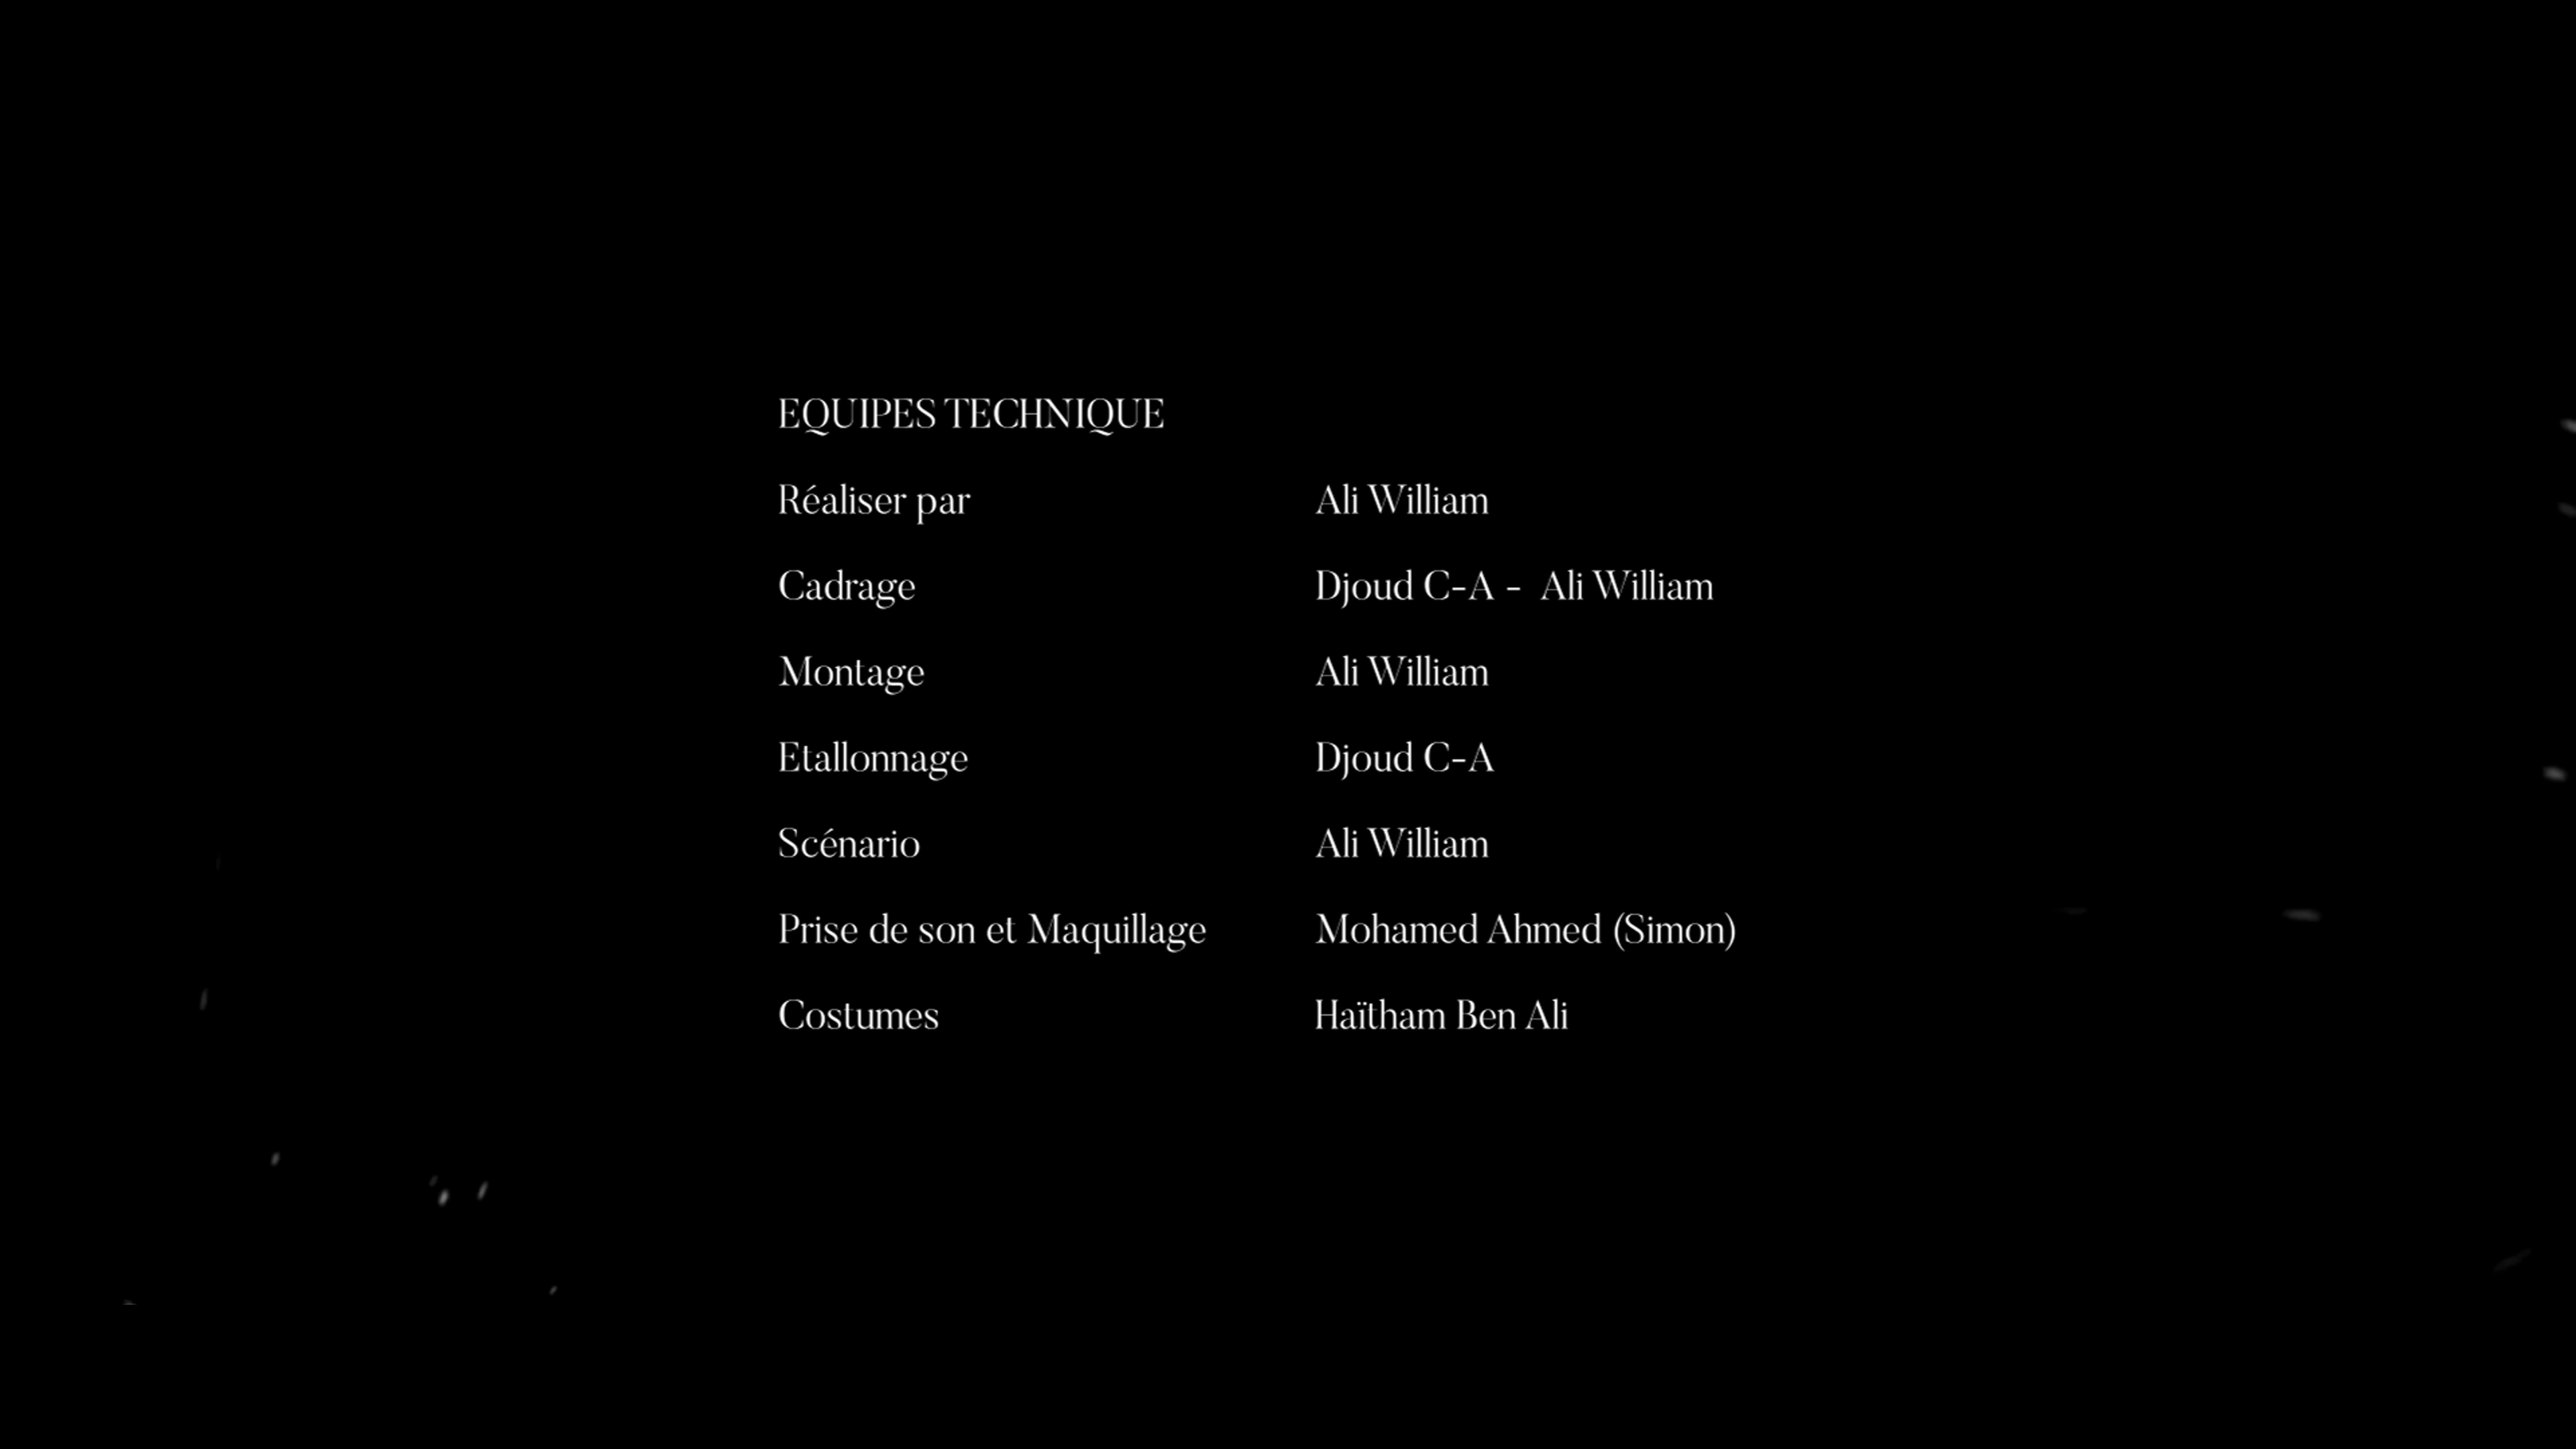 EQUIPES TECHNIQUE
Réaliser par Ali William
Cadrage Djoud C-A - Ali William
Montage Ali William
Etallonnage Djoud C-A
Scénario Ali William
Prise de son et Maquillage Mohamed Ahmed (Simon)
Costumes Haïtham Ben Ali